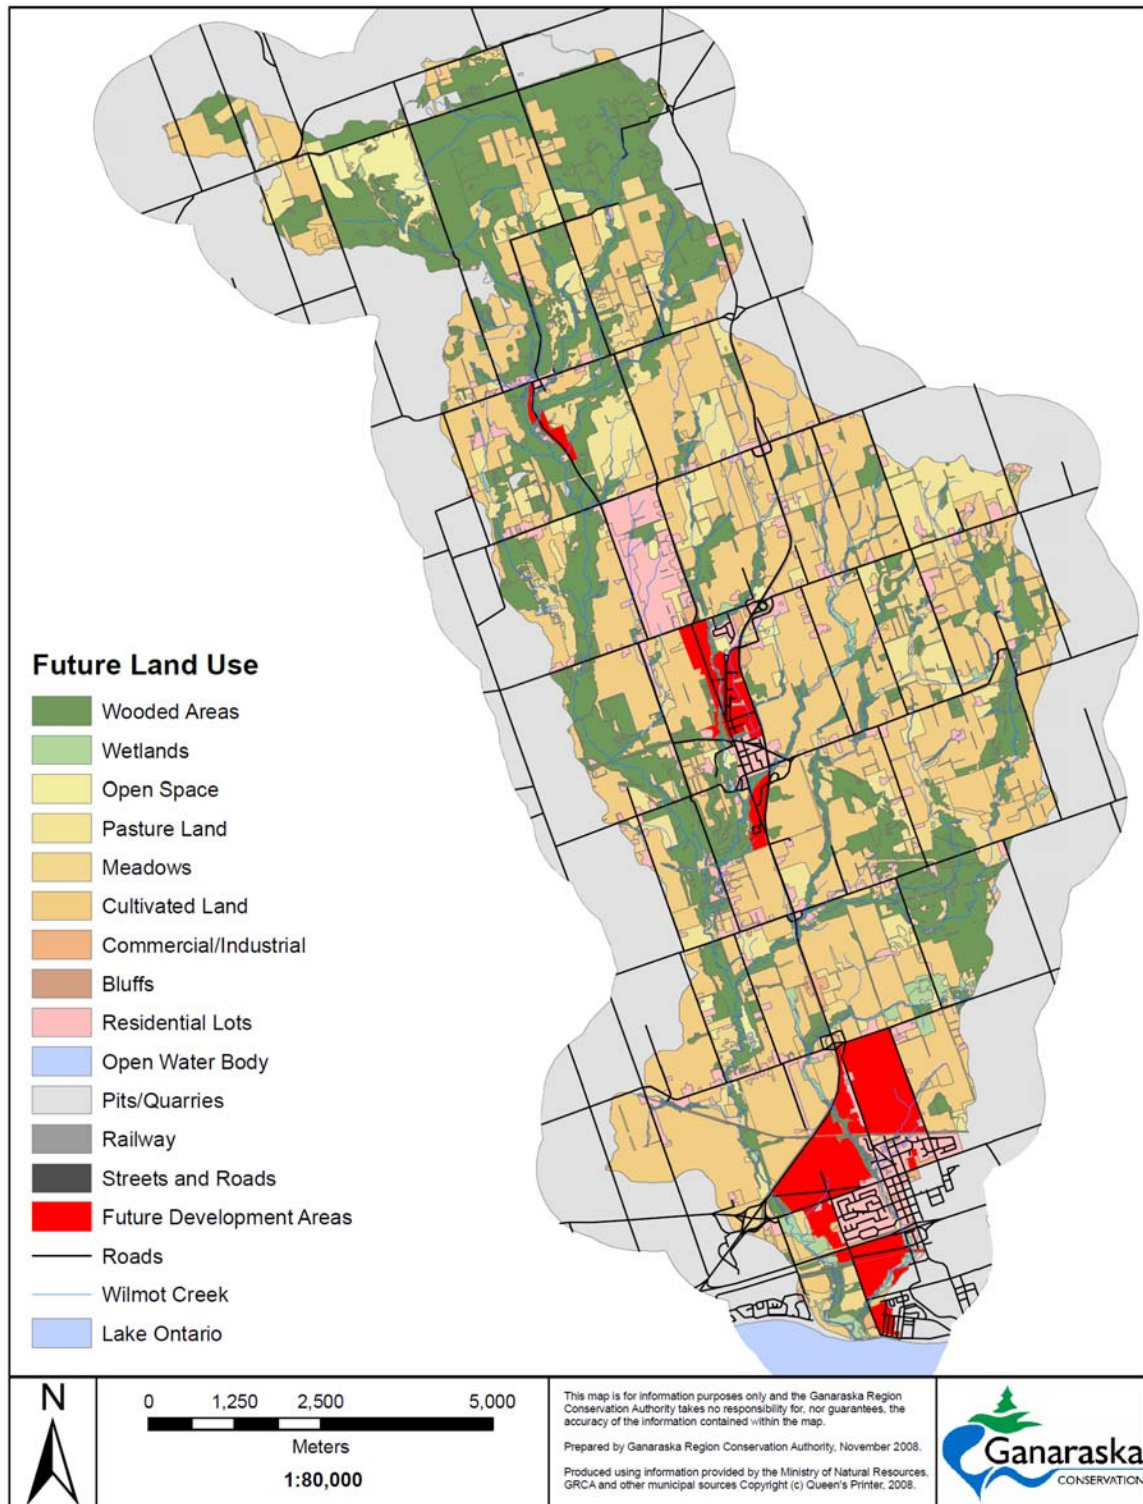 Future Land Use
Wooded Areas
Wetlands
Open Space
Pasture Land
Meadows
Cultivated Land
Commercial/Industrial
Bluffs
Residential Lots
Open Water Body
Pits/Quarries
Railway
Streets and Roads
Future Development Areas
Roads
Wilmot Creek
Lake Ontario
N
0 1,250 2,500 5,000
Meters
1:80,000
This map is for information purposes only and the Ganaraska Region
Conservation Authority takes no responsibility for, nor guarantees, the
accuracy of the information contained within the map.
Prepared by Ganaraska Region Conservation Authority, November 2008.
Produced using information provided by the Ministry of Natural Resources,
GRCA and other municipal sources Copyright (c) Queen's Printer, 2008.
Ganaraska
CONSERVATION